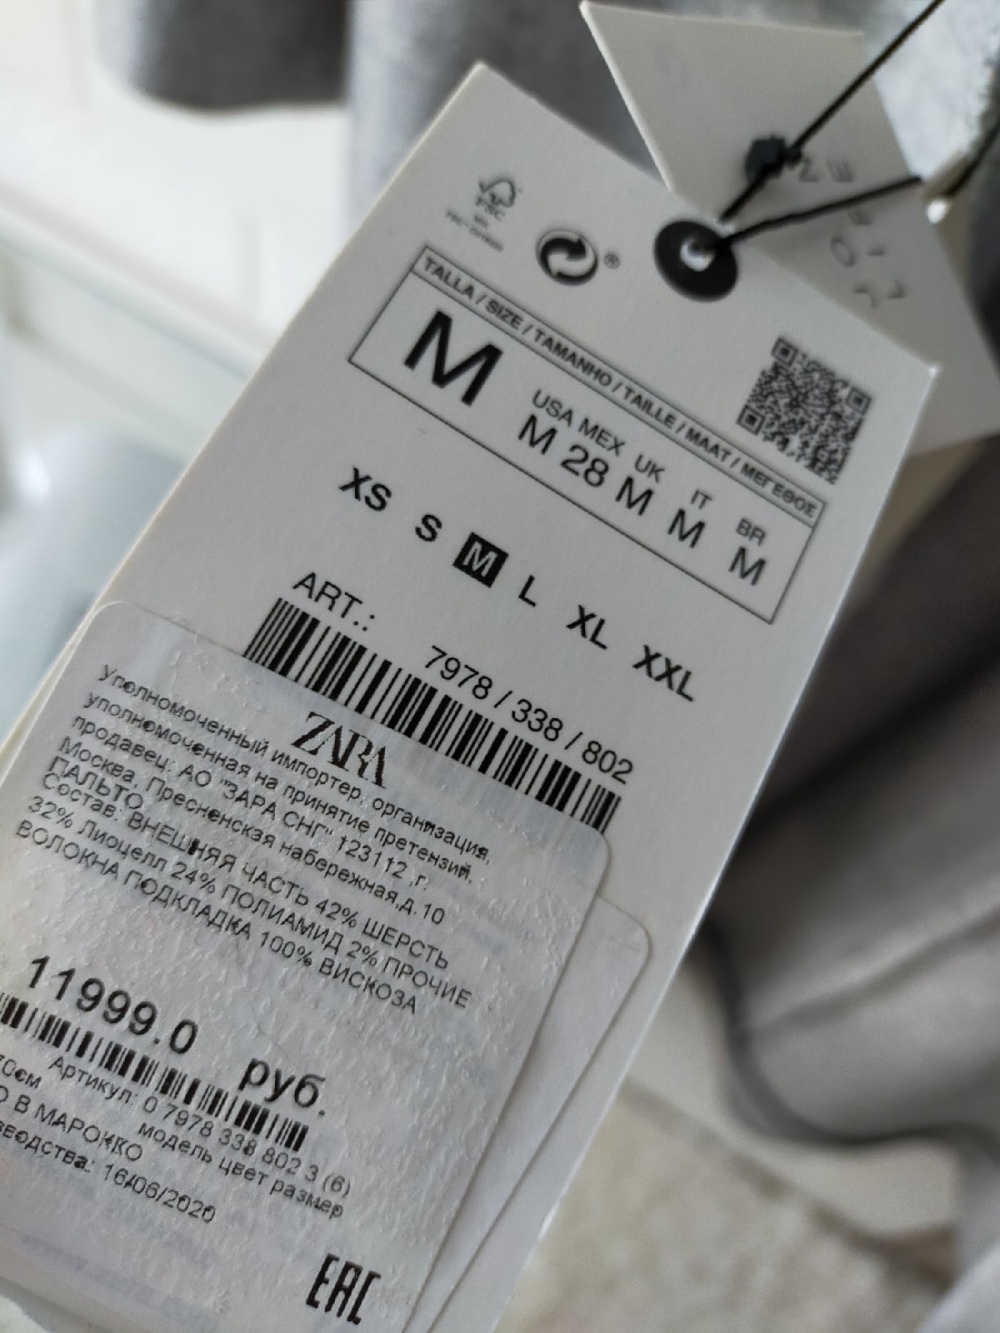 FSC
TALLA / SIZE / TAMANHO / TAILLE / MAAT / ΜΕΓΕΘΟΣ
M
USA MEX UK IT BR
M 28 M M M
XS S M L XL XXL
ART.:
7978 / 338 / 802
ZARA
Уполномоченный импортер, организация,
уполномоченная на принятие претензий,
продавец: АО "ЗАРА СНГ" 123112 ,г.
Москва, Пресненская набережная,д.10
ПАЛЬТО
Состав: ВНЕШНЯЯ ЧАСТЬ 42% ШЕРСТЬ
32% Лиоцелл 24% ПОЛИАМИД 2% ПРОЧИЕ
ВОЛОКНА ПОДКЛАДКА 100% ВИСКОЗА
11999.0 руб.
Артикул: 0 7978 338 802 3 (6)
модель цвет размер
В МАРОККО
16/06/2020
EAC